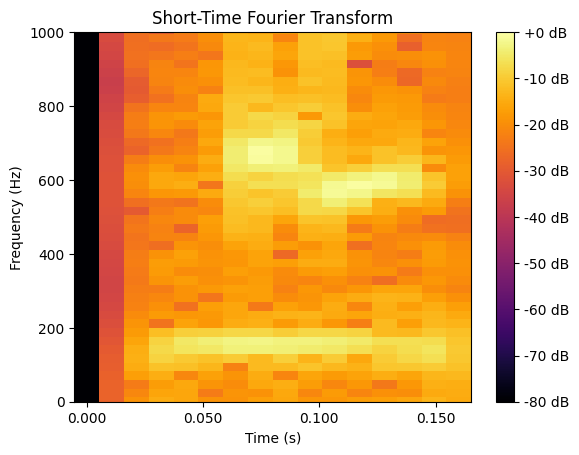 Short-Time Fourier Transform
1000
800
600
400
200
0
Frequency (Hz)
0.000
0.050
0.100
0.150
Time (s)
+0 dB
-10 dB
-20 dB
-30 dB
-40 dB
-50 dB
-60 dB
-70 dB
-80 dB